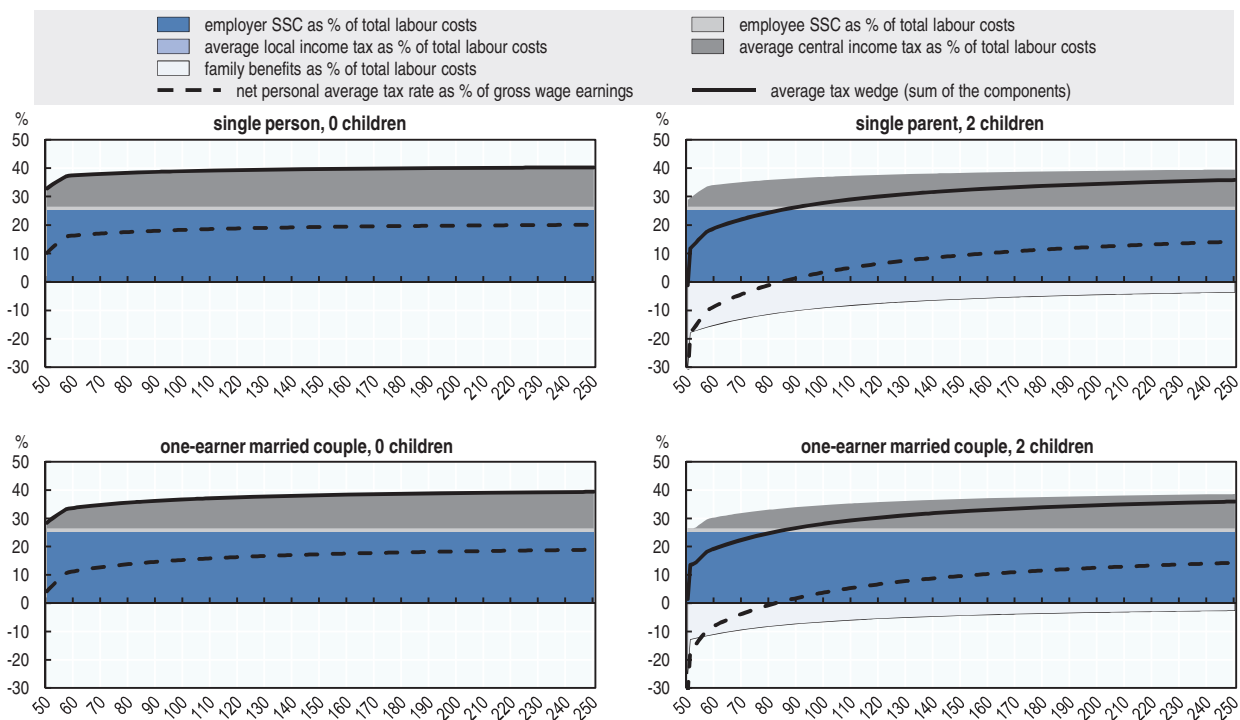 employer SSC as % of total labour costs
employee SSC as % of total labour costs
average local income tax as % of total labour costs
average central income tax as % of total labour costs
family benefits as % of total labour costs
net personal average tax rate as % of gross wage earnings
average tax wedge (sum of the components)
%
single person, 0 children
50
40
30
20
10
0
-10
-20
-30
50 60 70 80 90 100 110 120 130 140 150 160 170 180 190 200 210 220 230 240 250
%
single parent, 2 children
50
40
30
20
10
0
-10
-20
-30
50 60 70 80 90 100 110 120 130 140 150 160 170 180 190 200 210 220 230 240 250
%
one-earner married couple, 0 children
50
40
30
20
10
0
-10
-20
-30
50 60 70 80 90 100 110 120 130 140 150 160 170 180 190 200 210 220 230 240 250
%
one-earner married couple, 2 children
50
40
30
20
10
0
-10
-20
-30
50 60 70 80 90 100 110 120 130 140 150 160 170 180 190 200 210 220 230 240 250